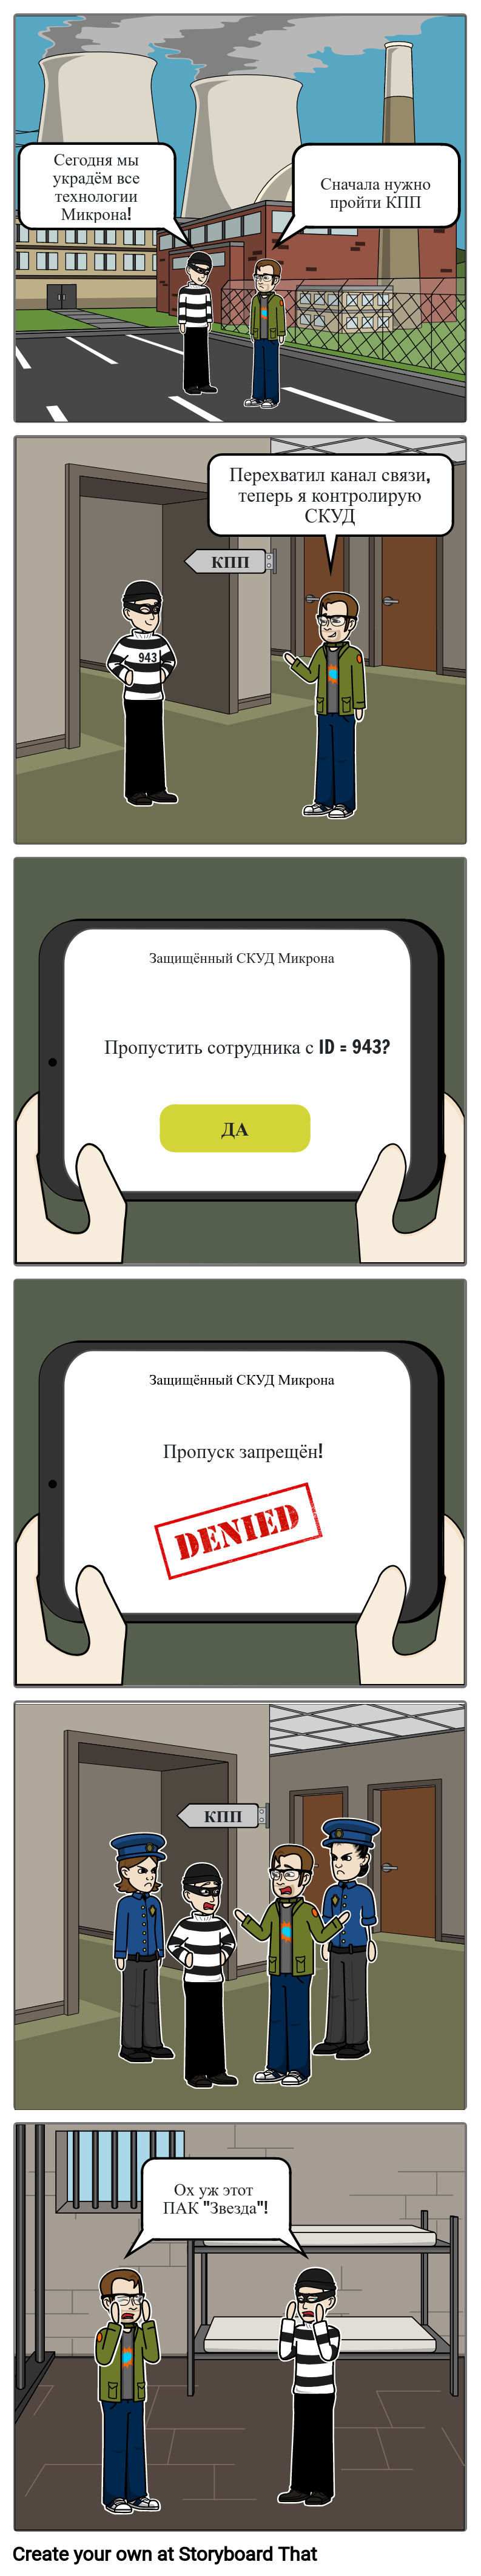 Сегодня мы
украдём все
технологии
Микрона!
Сначала нужно
пройти КПП
Перехватил канал связи,
теперь я контролирую
СКУД
КПП
943
Защищённый СКУД Микрона
Пропустить сотрудника с ID = 943?
ДА
Защищённый СКУД Микрона
Пропуск запрещён!
DENIED
КПП
Ох уж этот
ПАК "Звезда"!
Create your own at Storyboard That